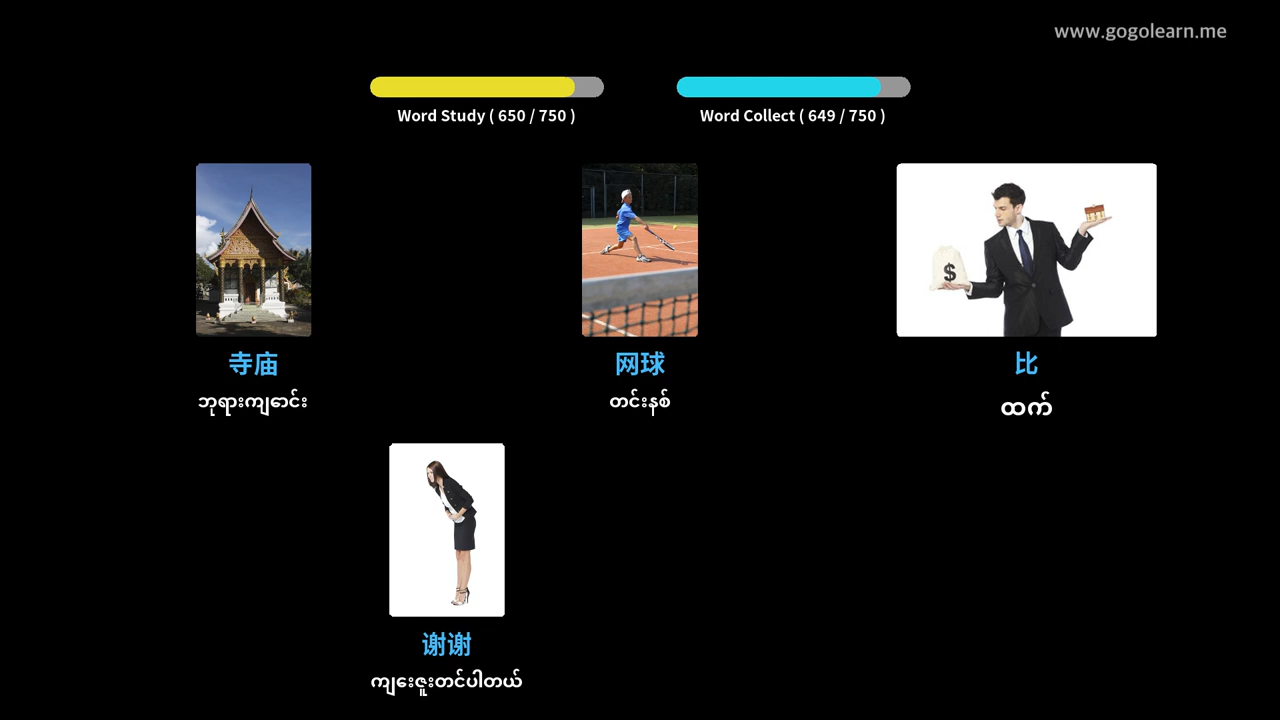 www.gogolearn.me
Word Study ( 650 / 750 )
Word Collect ( 649 / 750 )
寺庙
ဘုရားကျောင်း
网球
တင်းနစ်
比
ထက်
谢谢
ကျေးဇူးတင်ပါတယ်